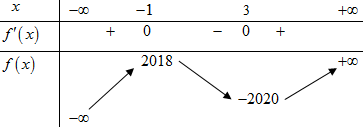 x −∞ −1 3 +∞
f′(x) + 0 − 0 +
2018 +∞
f(x)
−2020
−∞